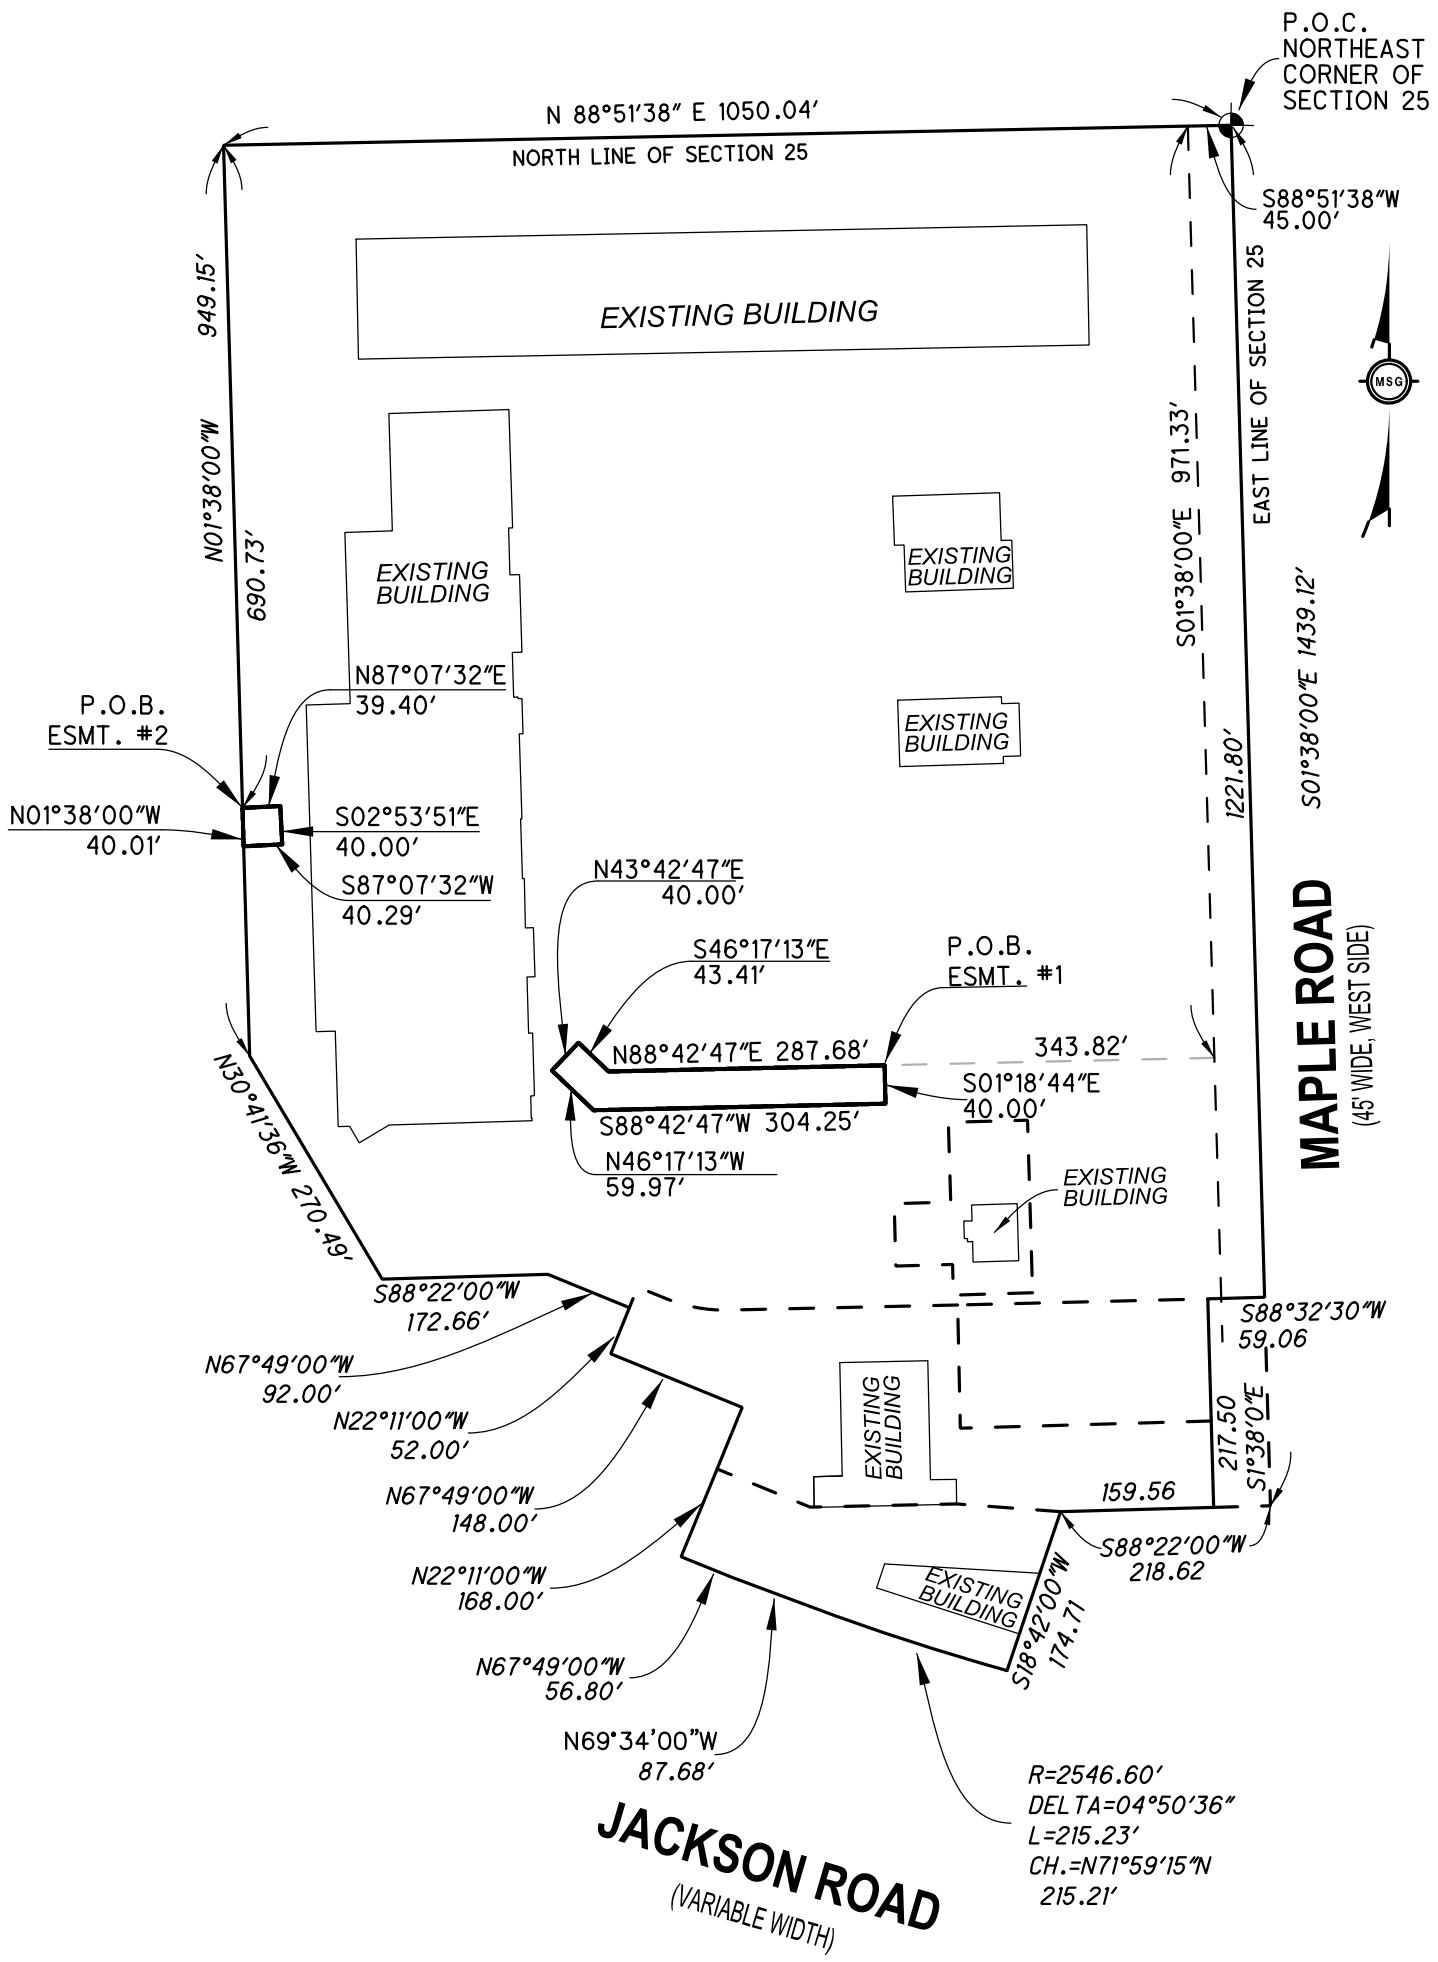 P.O.C.
NORTHEAST
CORNER OF
SECTION 25
N 88°51'38" E 1050.04'
NORTH LINE OF SECTION 25
S88°51'38"W
45.00'
EXISTING BUILDING
949.15'
N01°38'00"W
690.73'
EAST LINE OF SECTION 25
S01°38'00"E 971.33'
MSG
EXISTING
BUILDING
EXISTING
BUILDING
S01°38'00"E 1439.12'
N87°07'32"E
39.40'
P.O.B.
ESMT. #2
EXISTING
BUILDING
1221.80'
N01°38'00"W
40.01'
S02°53'51"E
40.00'
S87°07'32"W
40.29'
N43°42'47"E
40.00'
S46°17'13"E
43.41'
P.O.B.
ESMT. #1
MAPLE ROAD
(45' WIDE, WEST SIDE)
N88°42'47"E 287.68'
343.82'
S01°18'44"E
40.00'
S88°42'47"W 304.25'
N46°17'13"W
59.97'
EXISTING
BUILDING
N30°41'36"W 270.49'
S88°22'00"W
172.66'
S88°32'30"W
59.06
N67°49'00"W
92.00'
N22°11'00"W
52.00'
EXISTING
BUILDING
217.50
S1°38'0"E
N67°49'00"W
148.00'
159.56
S88°22'00"W
218.62
N22°11'00"W
168.00'
EXISTING
BUILDING
S18°42'00"W
174.71
N67°49'00"W
56.80'
N69°34'00"W
87.68'
R=2546.60'
DELTA=04°50'36"
L=215.23'
CH.=N71°59'15"N
215.21'
JACKSON ROAD
(VARIABLE WIDTH)